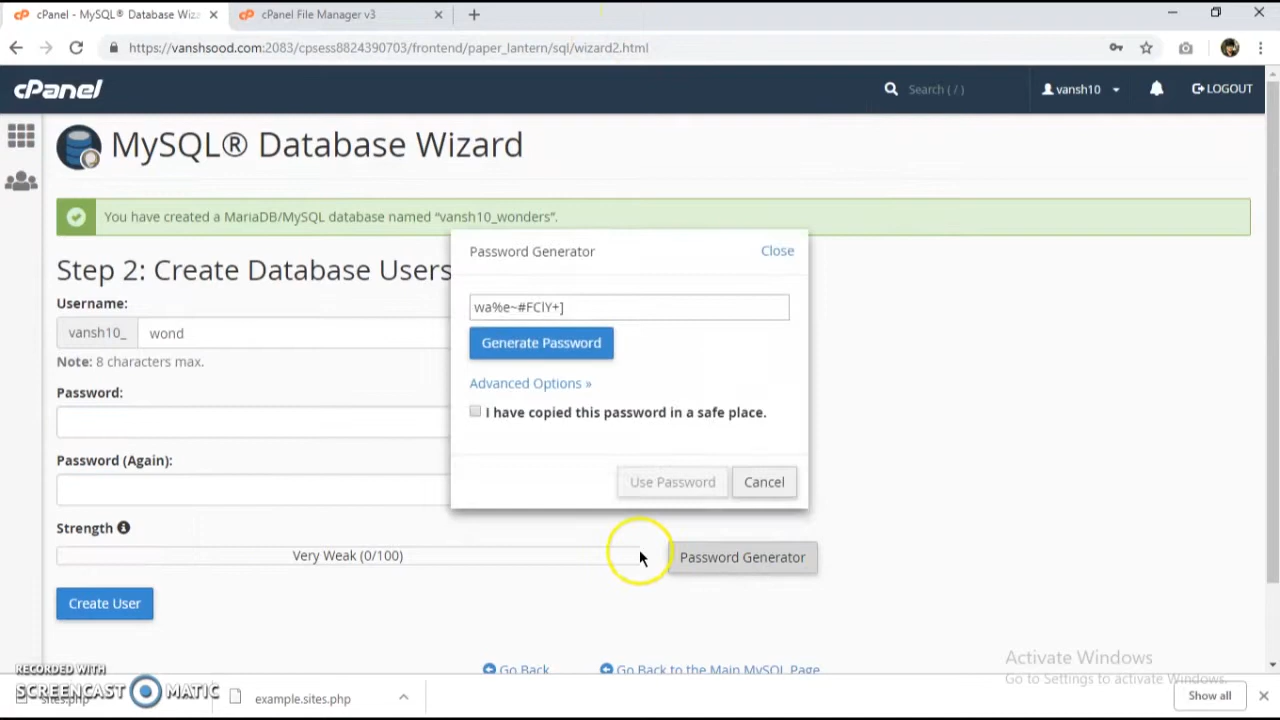 cPanel - MySQL® Database Wiza
cPanel File Manager v3
https://vanshsood.com:2083/cpsess8824390703/frontend/paper_lantern/sql/wizard2.html
cPanel
Search ( / )
vansh10
LOGOUT
MySQL® Database Wizard
You have created a MariaDB/MySQL database named “vansh10_wonders”.
Password Generator
Close
Step 2: Create Database Users
Username:
wa%e~#FClY+]
vansh10_
wond
Generate Password
Note: 8 characters max.
Advanced Options »
Password:
I have copied this password in a safe place.
Password (Again):
Use Password
Cancel
Strength
Very Weak (0/100)
Password Generator
Create User
Go Back
Go Back to the Main MySQL Page
Activate Windows
Go to Settings to activate Windows.
RECORDED WITH
SCREENCAST MATIC
sites.php
example.sites.php
Show all